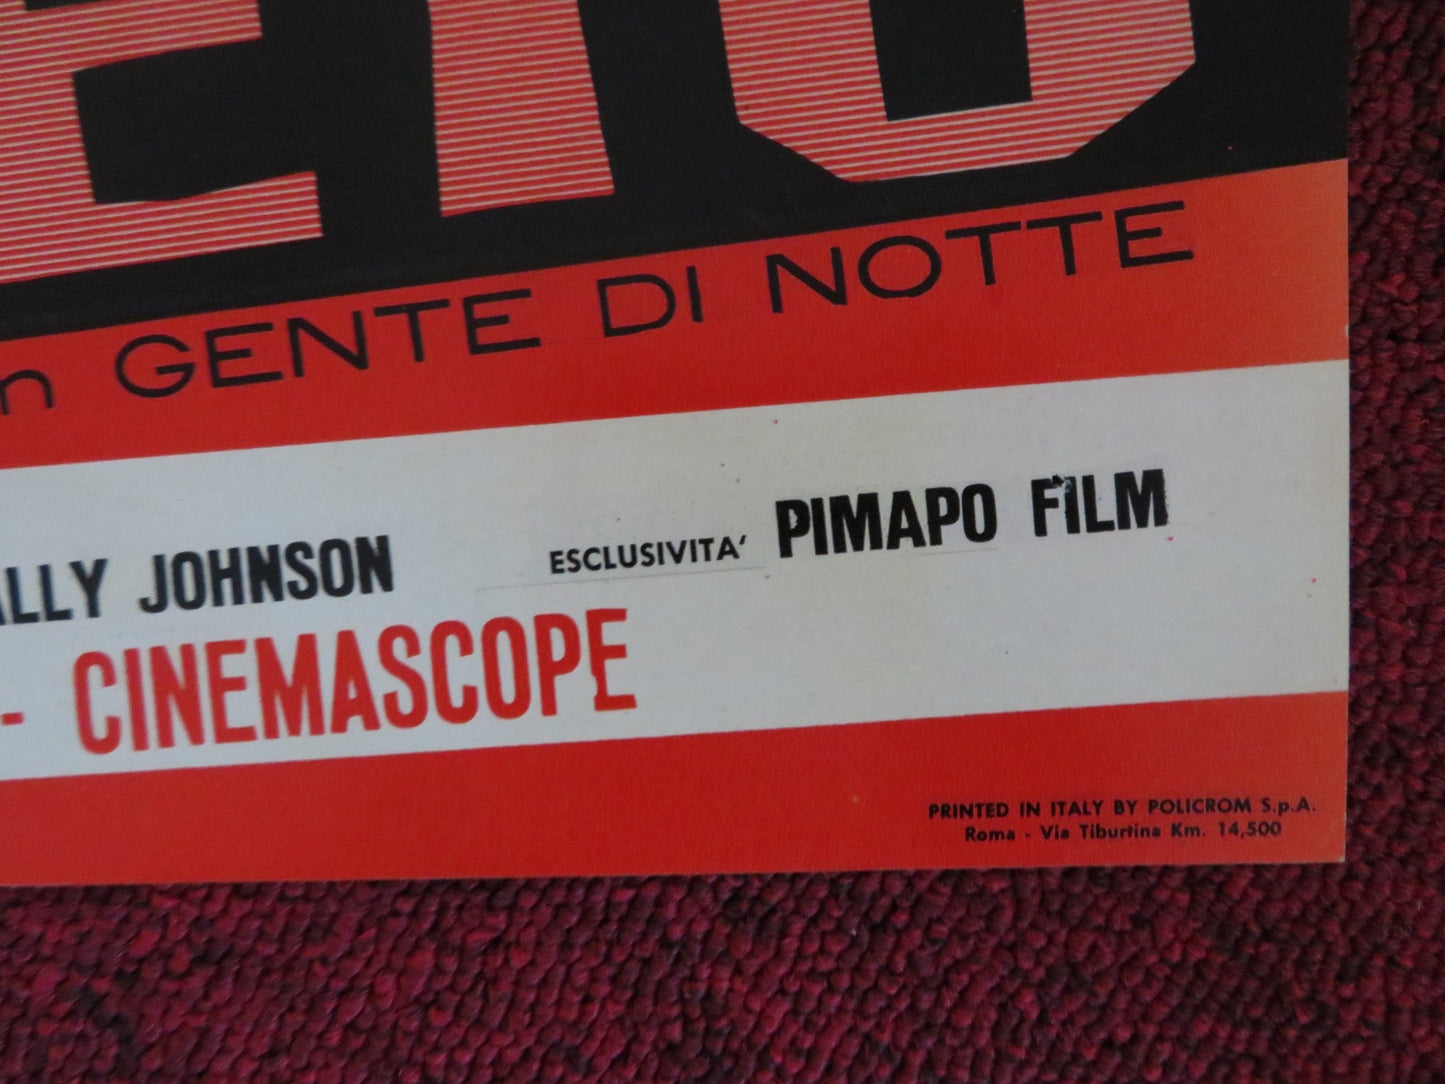 GENTE DI NOTTE
JOHNSON ESCLUSIVITA' PIMAPO FILM
- CINEMASCOPE
PRINTED IN ITALY BY POLICROM S.p.A.
Roma - Via Tiburtina Km. 14,500